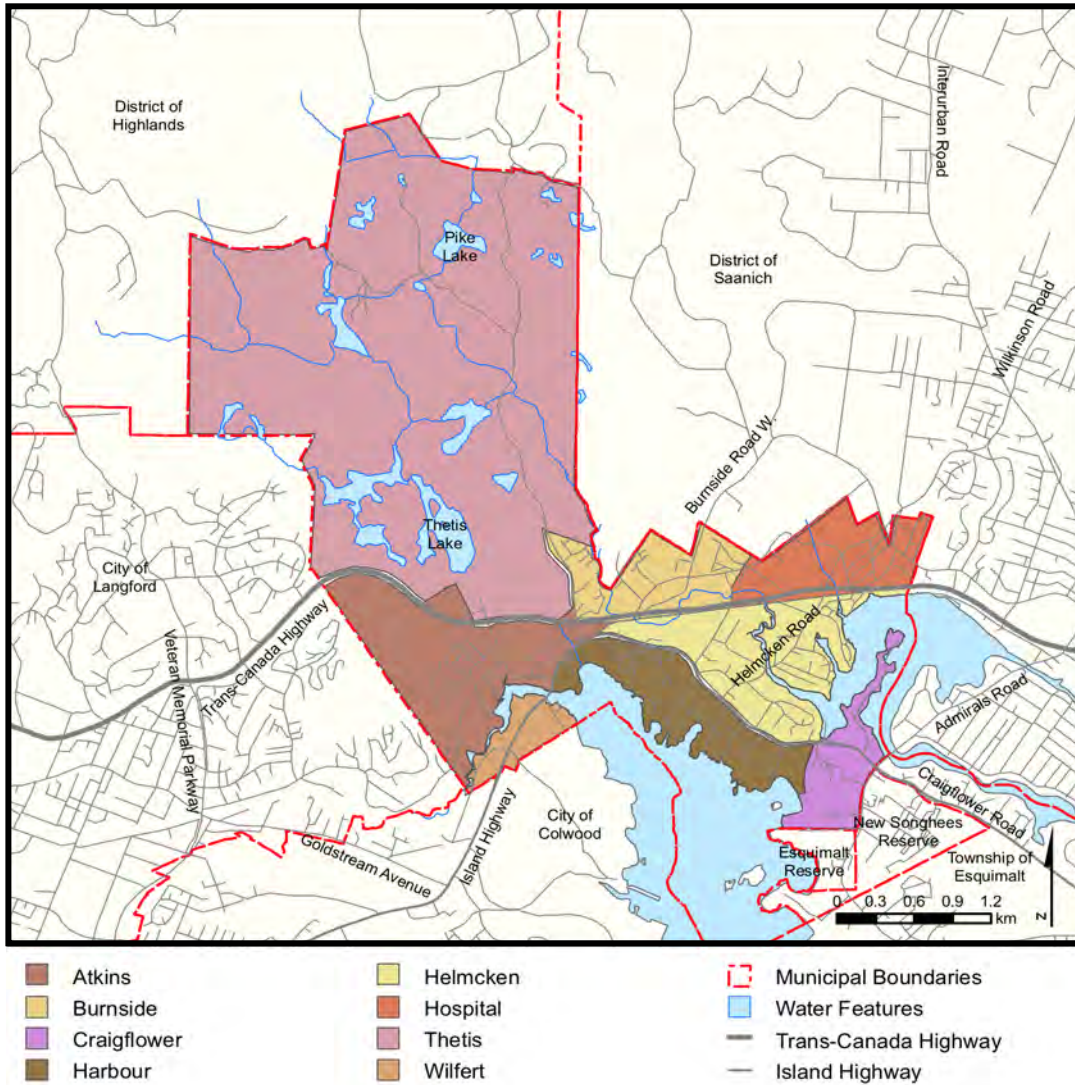 District of
Highlands
Interurban Road
Pike
Lake
District of
Saanich
Wilkinson Road
Burnside Road W.
Thetis
Lake
City of
Langford
Trans-Canada Highway
Veteran Memorial Parkway
Helmcken Road
Admirals Road
Craigflower Road
City of
Colwood
Island Highway
Goldstream Avenue
New Songhees
Reserve
Esquimalt
Reserve
Township of
Esquimalt
0 0.3 0.6 0.9 1.2
km
N
Atkins
Burnside
Craigflower
Harbour
Helmcken
Hospital
Thetis
Wilfert
Municipal Boundaries
Water Features
Trans-Canada Highway
Island Highway